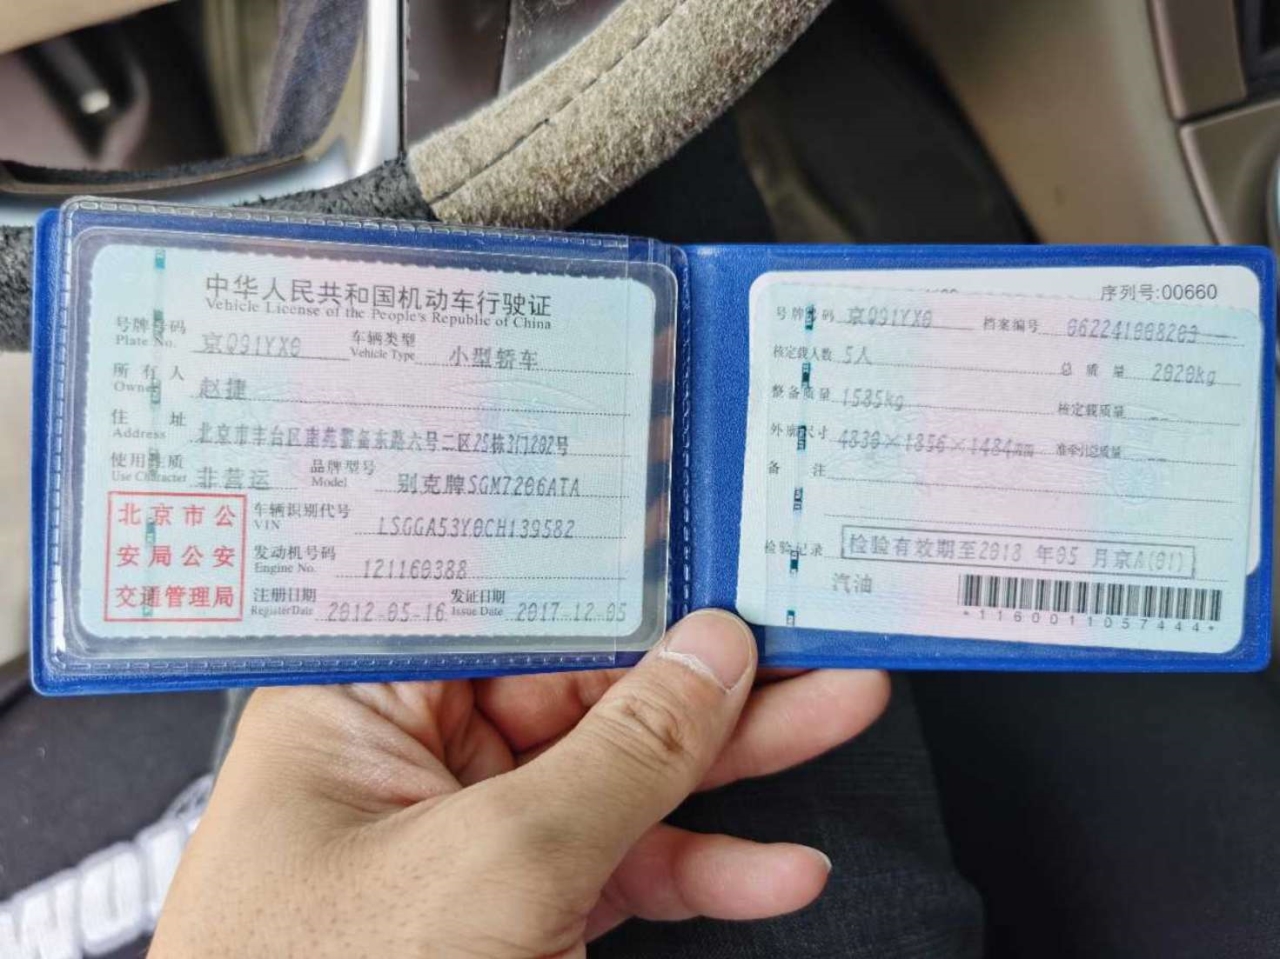 中华人民共和国机动车行驶证
Vehicle License of the People's Republic of China
号牌号码 京Q91YX0 车辆类型 小型轿车
Plate No. Vehicle Type
所有人 赵捷
Owner
住址 北京市丰台区南苑警备东路六号二区25栋3门202号
Address
使用性质 非营运 品牌型号 别克牌SGM7206ATA
Use Character Model
北京市公
安局公安
交通管理局
车辆识别代号 LSGGA53Y0CH139582
VIN
发动机号码 121160388
Engine No.
注册日期 2012-05-16 发证日期 2017-12-05
Register Date Issue Date
序列号:00660
号牌号码 京Q91YX0 档案编号
核定载人数 5人 总质量 2020kg
整备质量 1585kg 核定载质量 --
外廓尺寸 4830×1856×1484mm 准牵引总质量 --
备注
检验记录 检验有效期至2018年05月京A(01)
汽油
*1160011057444*